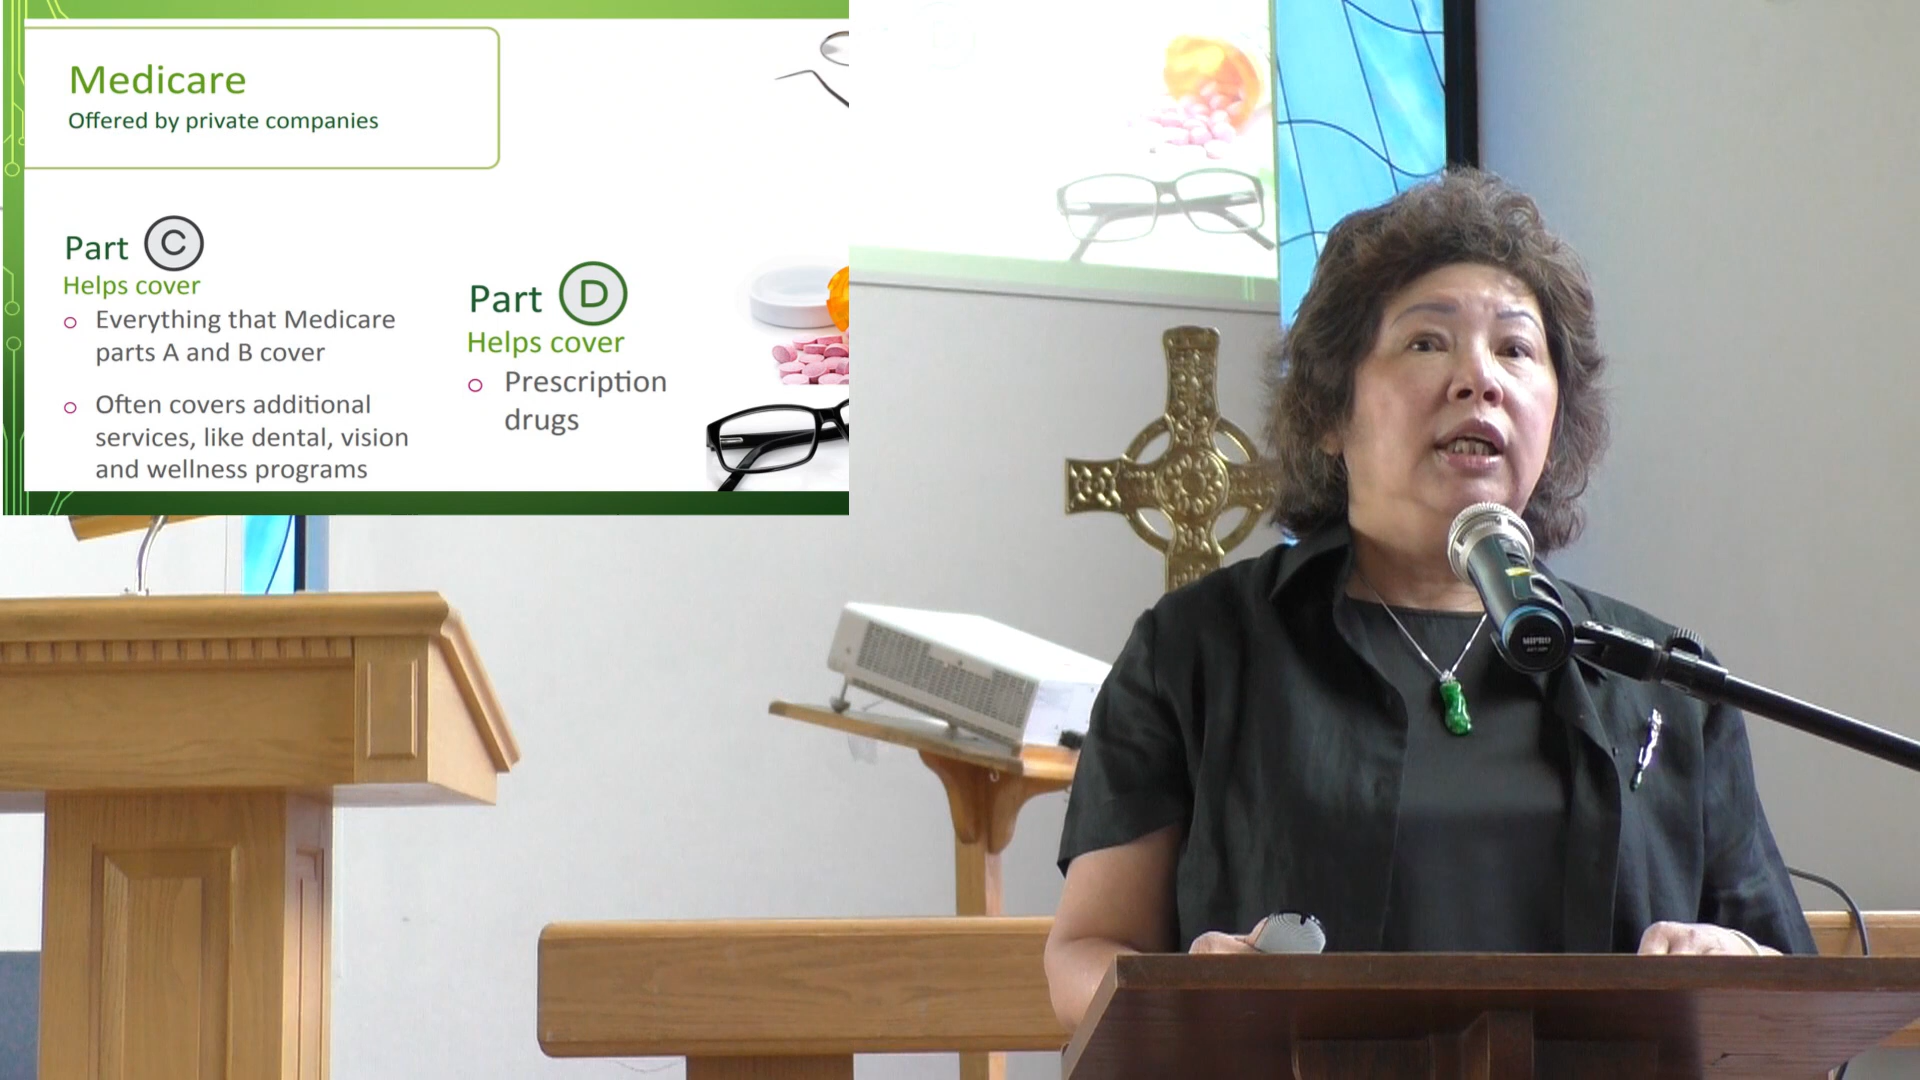 Medicare
Offered by private companies
Part C
Helps cover
Everything that Medicare
parts A and B cover
Often covers additional
services, like dental, vision
and wellness programs
Part D
Helps cover
Prescription
drugs
MIPRO